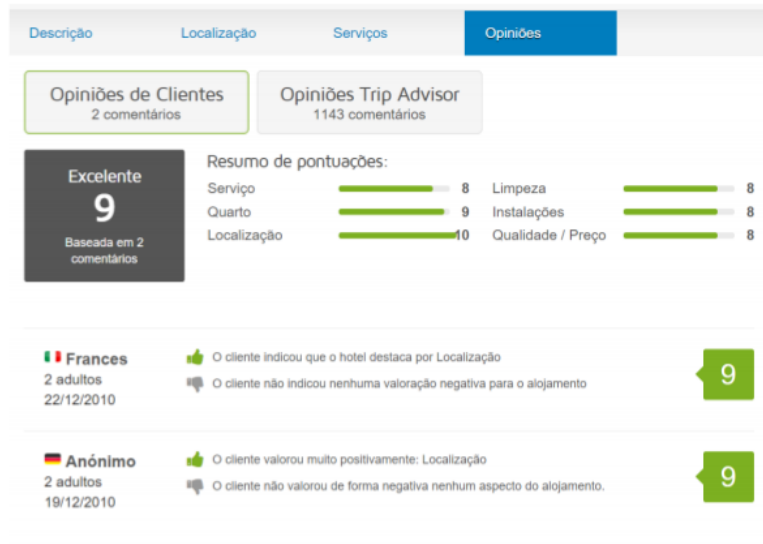 Descrição Localização Serviços Opiniões
Opiniões de Clientes
2 comentários
Opiniões Trip Advisor
1143 comentários
Excelente
9
Baseada em 2
comentários
Resumo de pontuações:
Serviço 8 Limpeza 8
Quarto 9 Instalações 8
Localização 10 Qualidade / Preço 8
Frances
2 adultos
22/12/2010
O cliente indicou que o hotel destaca por Localização
O cliente não indicou nenhuma valoração negativa para o alojamento
9
Anónimo
2 adultos
19/12/2010
O cliente valorou muito positivamente: Localização
O cliente não valorou de forma negativa nenhum aspecto do alojamento.
9